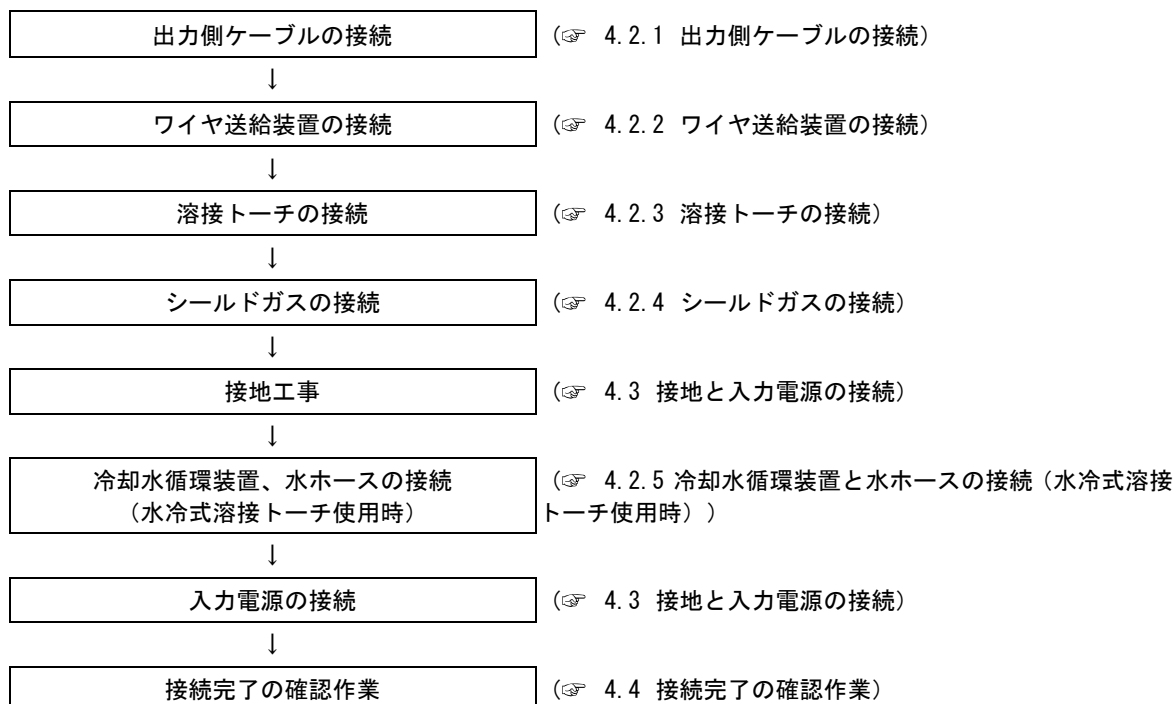 出力側ケーブルの接続 (☞ 4.2.1 出力側ケーブルの接続)
↓
ワイヤ送給装置の接続 (☞ 4.2.2 ワイヤ送給装置の接続)
↓
溶接トーチの接続 (☞ 4.2.3 溶接トーチの接続)
↓
シールドガスの接続 (☞ 4.2.4 シールドガスの接続)
↓
接地工事 (☞ 4.3 接地と入力電源の接続)
↓
冷却水循環装置、水ホースの接続
(水冷式溶接トーチ使用時)
(☞ 4.2.5 冷却水循環装置と水ホースの接続(水冷式溶接
トーチ使用時))
↓
入力電源の接続 (☞ 4.3 接地と入力電源の接続)
↓
接続完了の確認作業 (☞ 4.4 接続完了の確認作業)